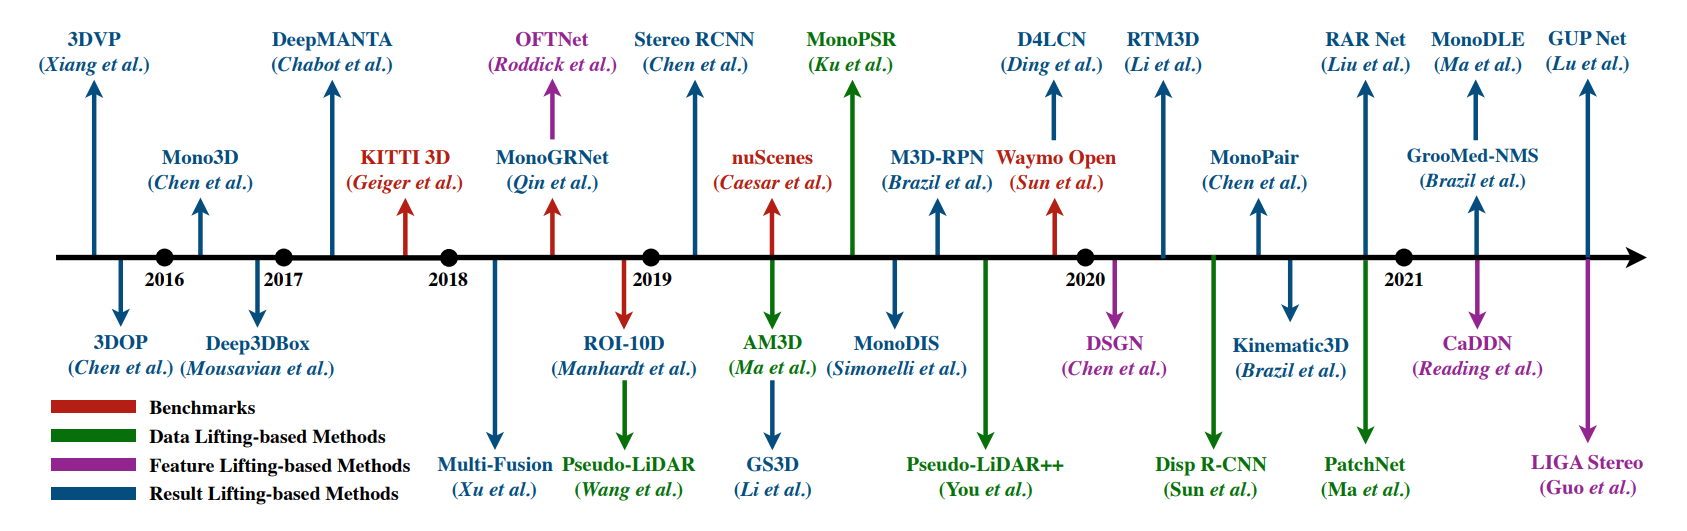 3DVP
(Xiang et al.)
DeepMANTA
(Chabot et al.)
OFTNet
(Roddick et al.)
Stereo RCNN
(Chen et al.)
MonoPSR
(Ku et al.)
D4LCN
(Ding et al.)
RTM3D
(Li et al.)
RAR Net
(Liu et al.)
MonoDLE
(Ma et al.)
GUP Net
(Lu et al.)
Mono3D
(Chen et al.)
KITTI 3D
(Geiger et al.)
MonoGRNet
(Qin et al.)
nuScenes
(Caesar et al.)
M3D-RPN
(Brazil et al.)
Waymo Open
(Sun et al.)
MonoPair
(Chen et al.)
GrooMed-NMS
(Brazil et al.)
2016
2017
2018
2019
2020
2021
3DOP
(Chen et al.)
Deep3DBox
(Mousavian et al.)
ROI-10D
(Manhardt et al.)
AM3D
(Ma et al.)
MonoDIS
(Simonelli et al.)
DSGN
(Chen et al.)
Kinematic3D
(Brazil et al.)
CaDDN
(Reading et al.)
Benchmarks
Data Lifting-based Methods
Feature Lifting-based Methods
Result Lifting-based Methods
Multi-Fusion
(Xu et al.)
Pseudo-LiDAR
(Wang et al.)
GS3D
(Li et al.)
Pseudo-LiDAR++
(You et al.)
Disp R-CNN
(Sun et al.)
PatchNet
(Ma et al.)
LIGA Stereo
(Guo et al.)